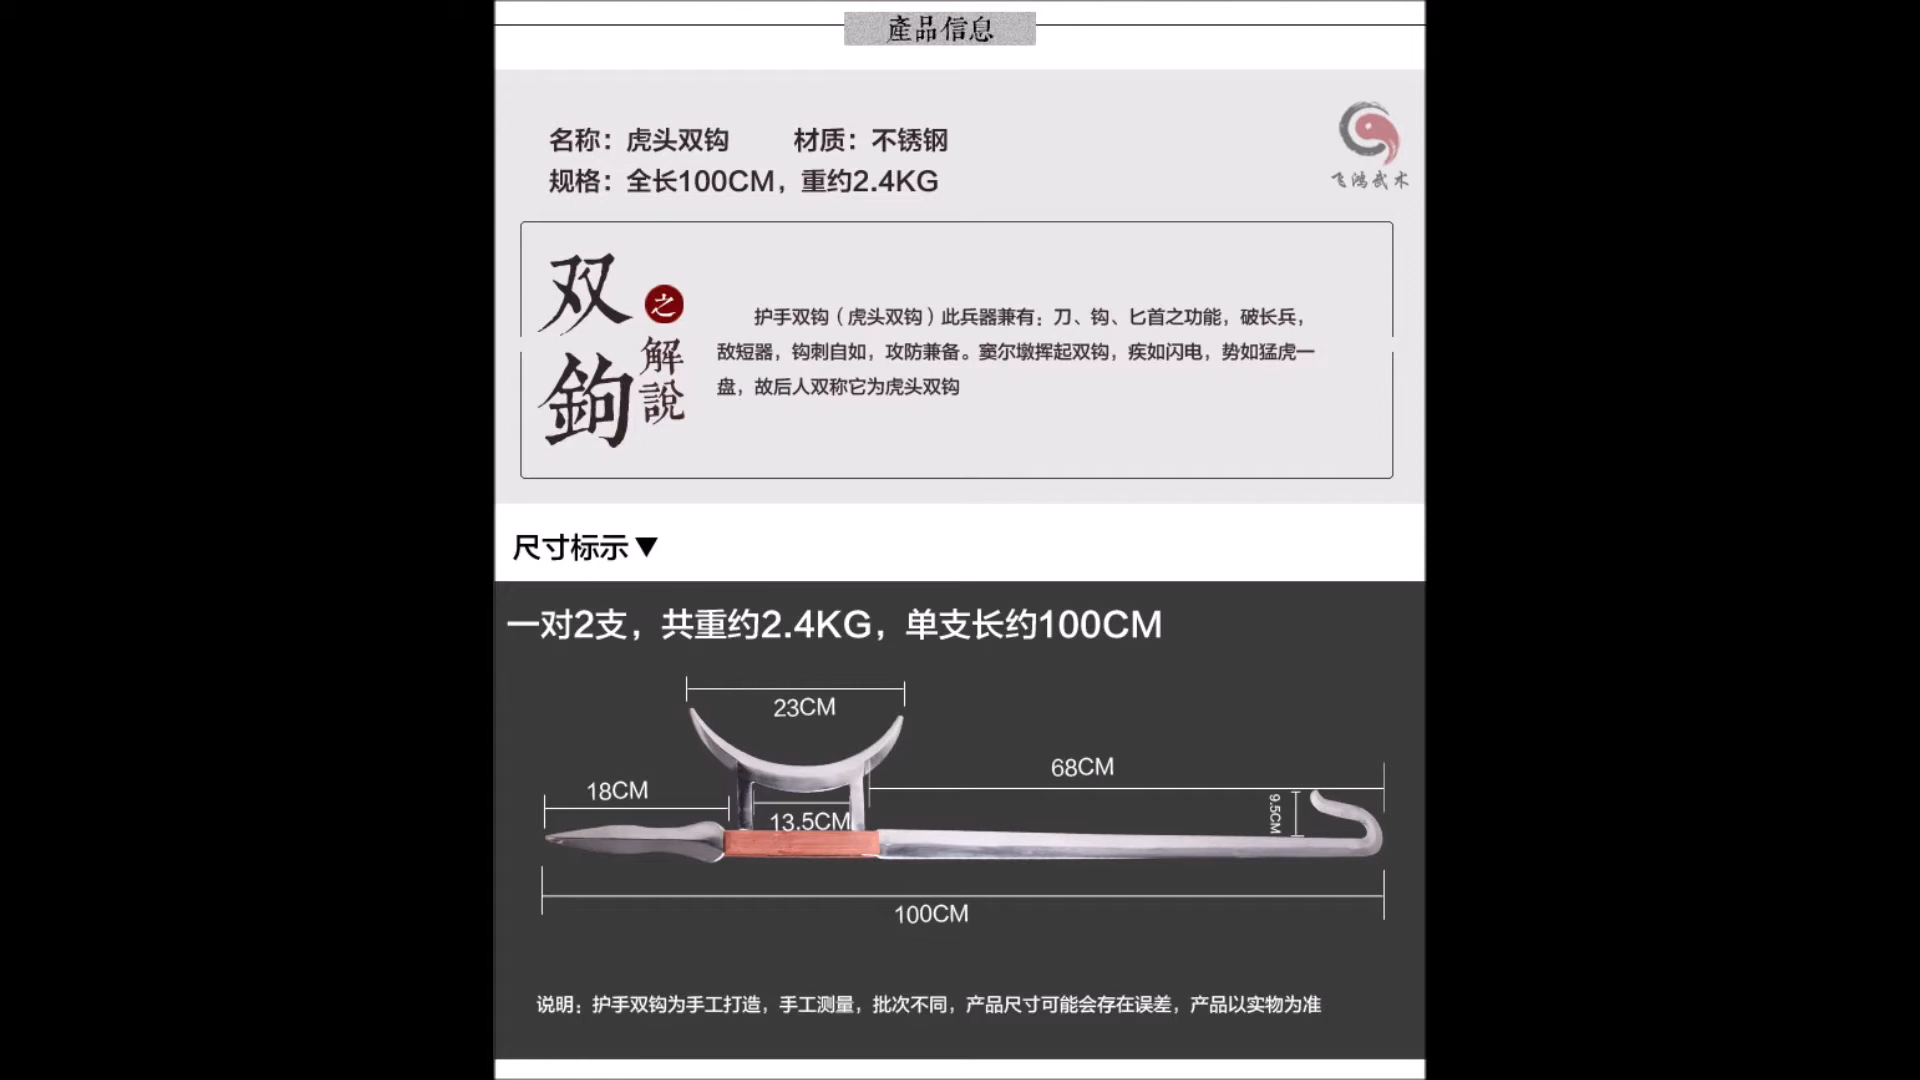 產品信息
名称：虎头双钩 材质：不锈钢
规格：全长100CM，重约2.4KG
飞鸿武术
双鉤之解說
护手双钩（虎头双钩）此兵器兼有：刀、钩、匕首之功能，破长兵，
敌短器，钩刺自如，攻防兼备。窦尔墩挥起双钩，疾如闪电，势如猛虎一
盘，故后人双称它为虎头双钩
尺寸标示▼
一对2支，共重约2.4KG，单支长约100CM
23CM
68CM
18CM
9.5CM
13.5CM
100CM
说明：护手双钩为手工打造，手工测量，批次不同，产品尺寸可能会存在误差，产品以实物为准